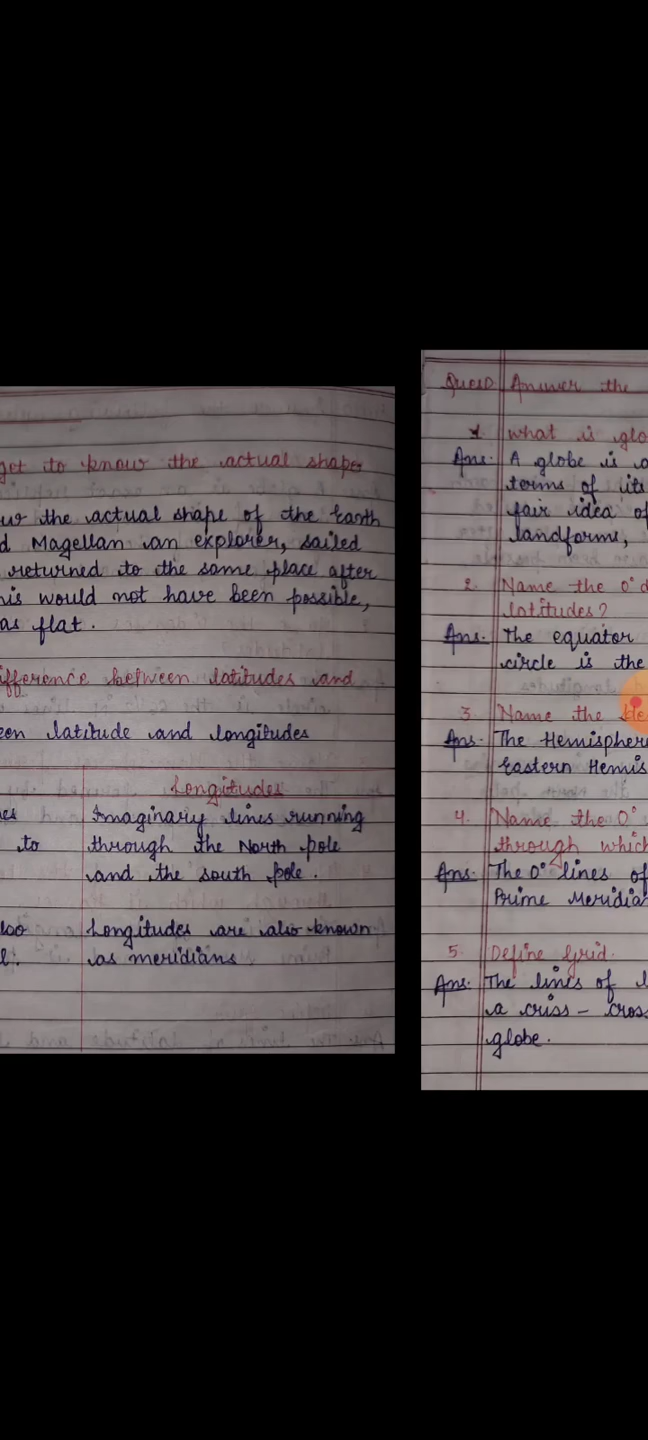 get to know the actual shape
the actual shape of the Earth
d Magellan an explorer, sailed
returned to the same place after
his would not have been possible,
as flat.
ifference between latitudes and
een latitude and longitudes
Longitudes
es Imaginary lines running
to through the North pole
and the south pole.
Longitudes are also known
as meridians
Ques Answer the
1. what is glo
Ans. A globe is a
terms of its
fair idea of
landforms,
2. Name the 0° d
latitudes?
Ans. The equator
circle is the
3. Name the He
Ans. The Hemisphere
Eastern Hemis
4. Name the 0°
through which
Ans. The 0° lines of
Prime Meridia
5. Define Grid.
Ans. The lines of l
a criss - cross
globe.